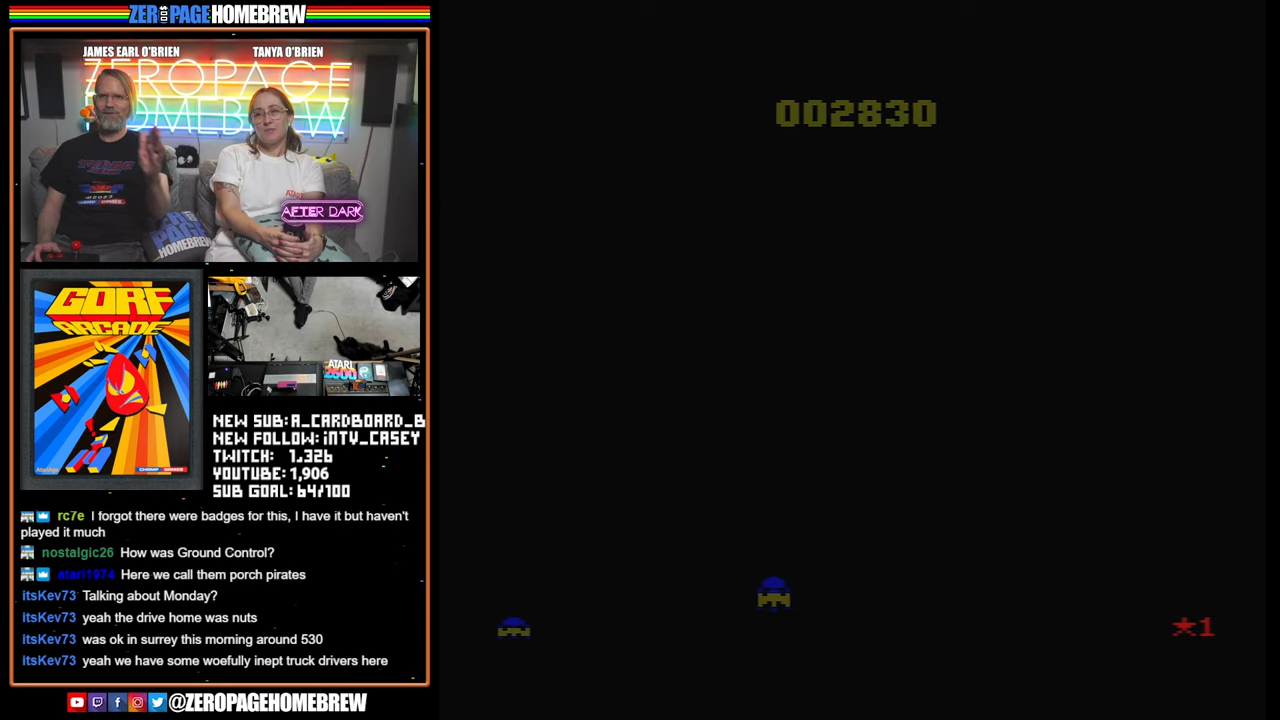 ZEROPAGE HOMEBREW
JAMES EARL O'BRIEN
TANYA O'BRIEN
ZEROPAGE
HOMEBREW
AFTER DARK
GORF
ARCADE
ATARI
2600
NEW SUB: A_CARDBOARD_B
NEW FOLLOW: INTV_CASEY
TWITCH: 1,326
YOUTUBE: 1,906
SUB GOAL: 64/100
rc7e I forgot there were badges for this, I have it but haven't
played it much
nostalgic26 How was Ground Control?
atari1974 Here we call them porch pirates
itsKev73 Talking about Monday?
itsKev73 yeah the drive home was nuts
itsKev73 was ok in surrey this morning around 530
itsKev73 yeah we have some woefully inept truck drivers here
@ZEROPAGEHOMEBREW
002830
★1